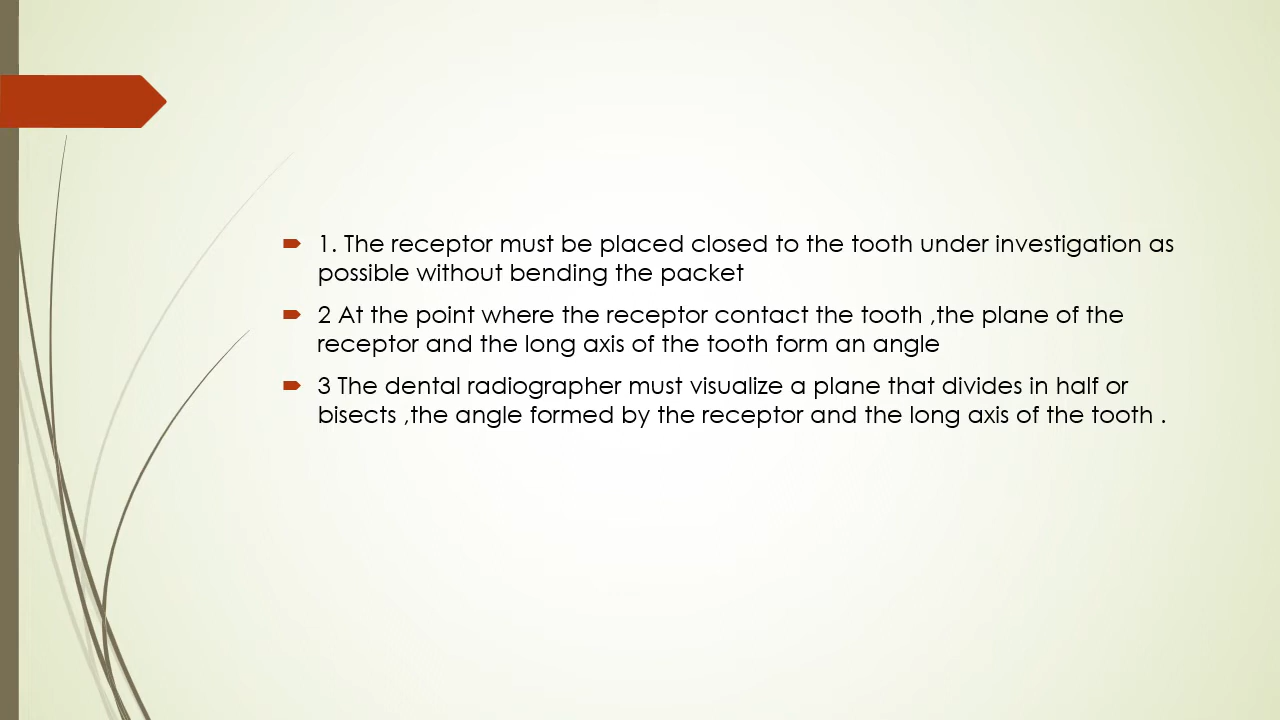 1. The receptor must be placed closed to the tooth under investigation as
possible without bending the packet
2 At the point where the receptor contact the tooth ,the plane of the
receptor and the long axis of the tooth form an angle
3 The dental radiographer must visualize a plane that divides in half or
bisects ,the angle formed by the receptor and the long axis of the tooth .